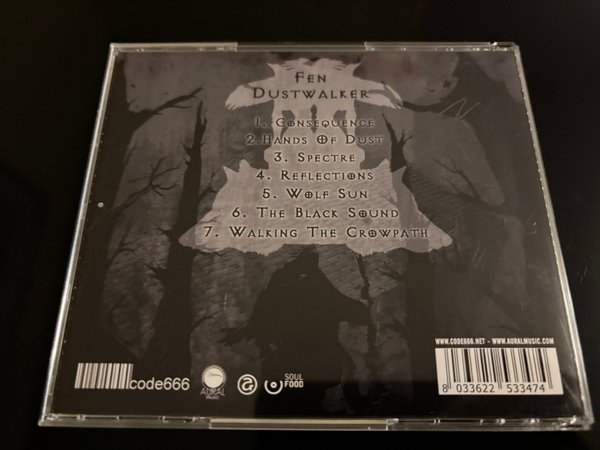 Fen
Dustwalker
1. Consequence
2. Hands Of Dust
3. Spectre
4. Reflections
5. Wolf Sun
6. The Black Sound
7. Walking The Crowpath
WWW.CODE666.NET - WWW.AURALMUSIC.COM
code666
AURAL
music
SOUL
FOOD
8 033622 533474